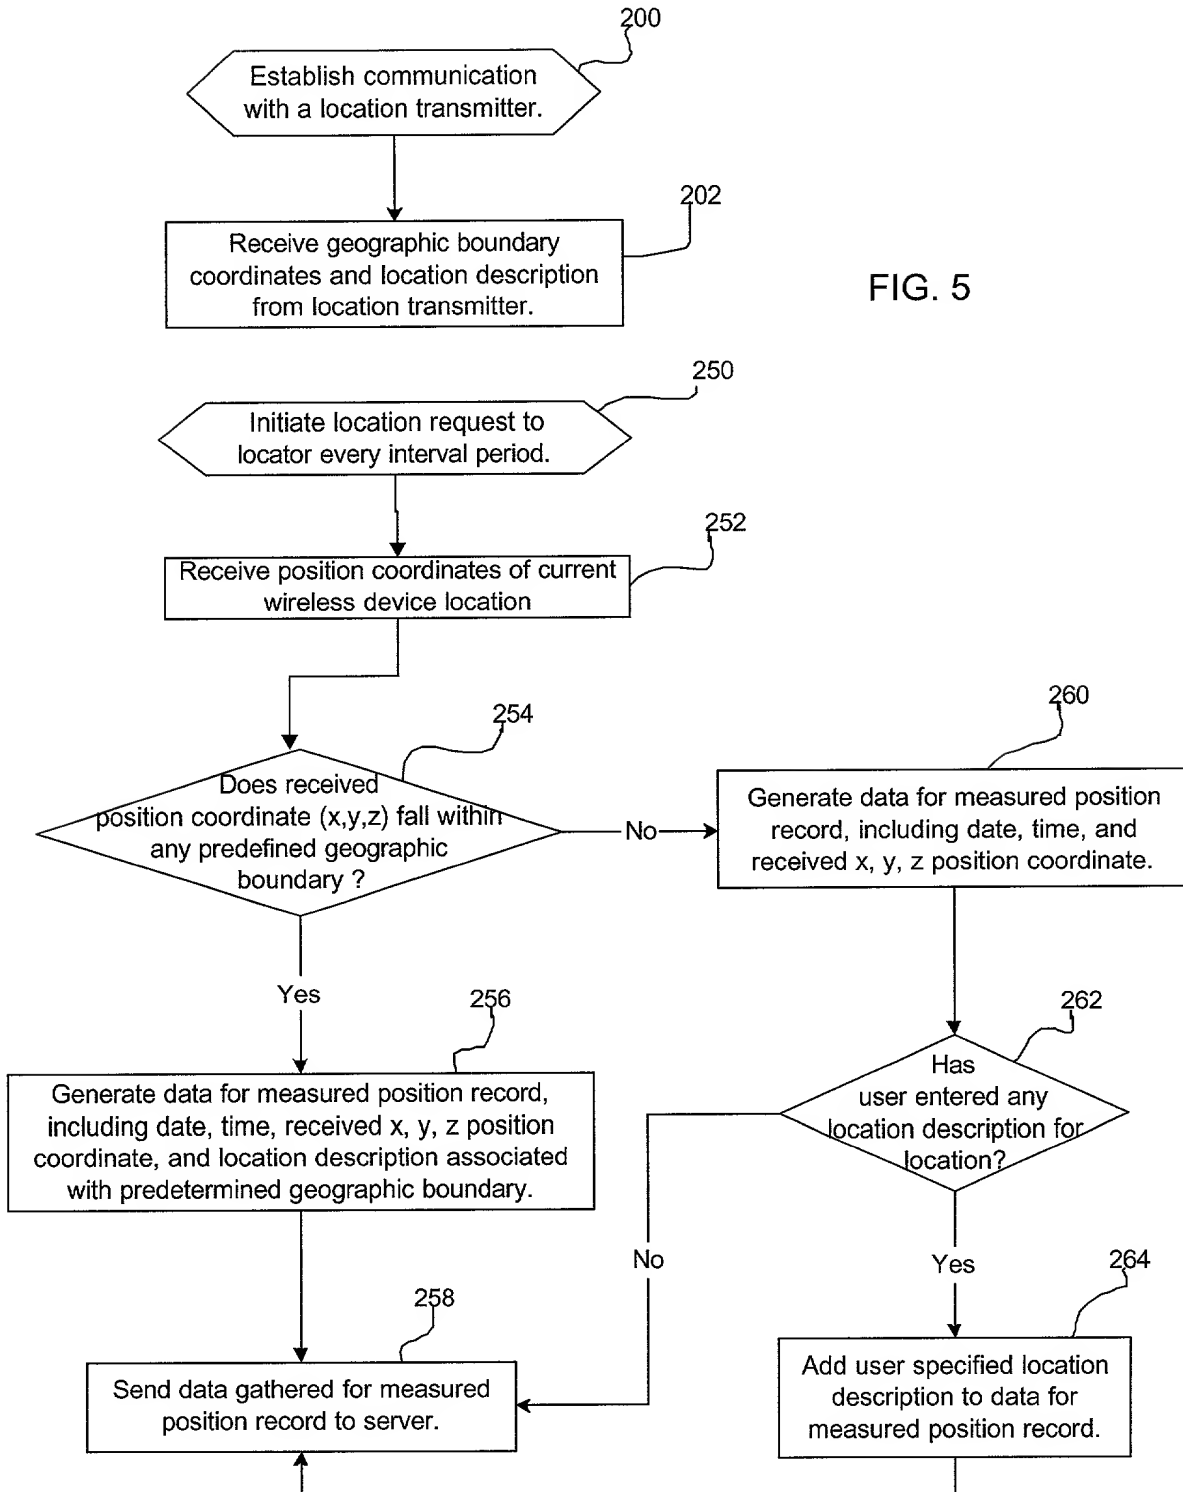 200
Establish communication
with a location transmitter.
202
Receive geographic boundary
coordinates and location description
from location transmitter.
FIG. 5
250
Initiate location request to
locator every interval period.
252
Receive position coordinates of current
wireless device location
254
Does received
position coordinate (x,y,z) fall within
any predefined geographic
boundary ?
No
260
Generate data for measured position
record, including date, time, and
received x, y, z position coordinate.
Yes
256
Generate data for measured position record,
including date, time, received x, y, z position
coordinate, and location description associated
with predetermined geographic boundary.
262
Has
user entered any
location description for
location?
No
Yes
258
Send data gathered for measured
position record to server.
264
Add user specified location
description to data for
measured position record.